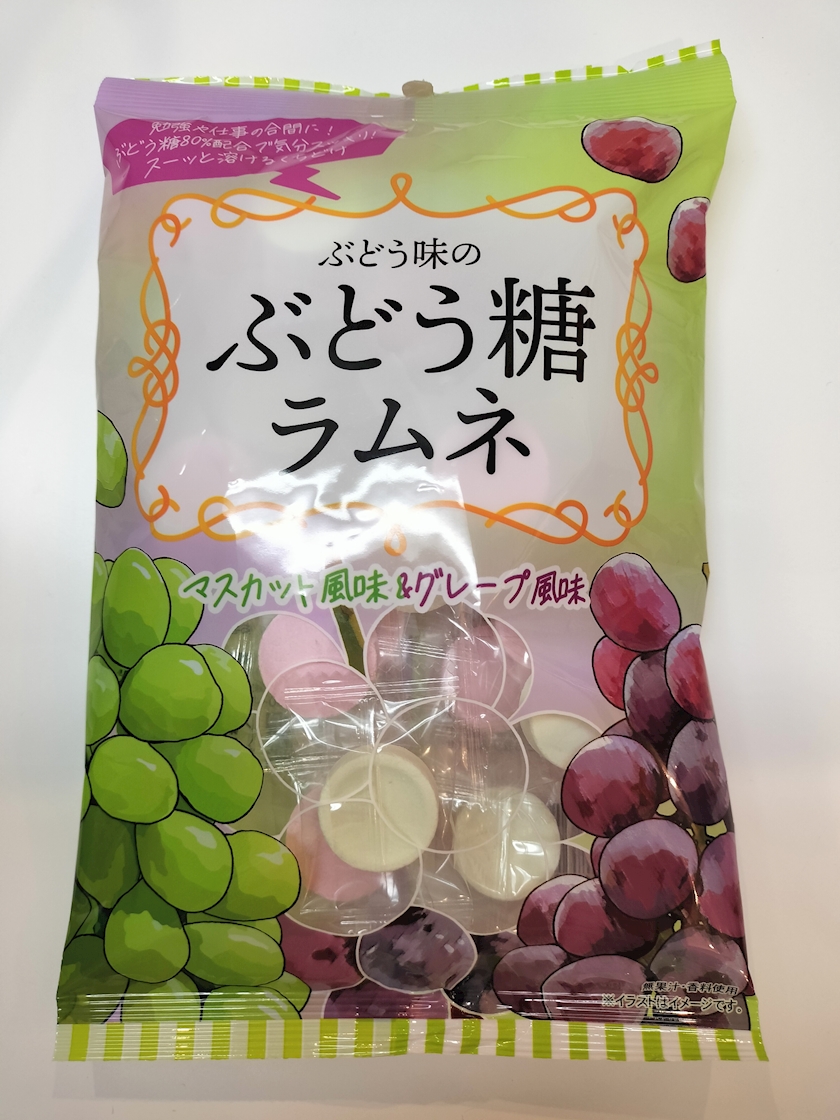 勉強や仕事の合間に!
ぶどう糖80%配合で気分スッキリ!
スーッと溶けるくちどけ
ぶどう味の
ぶどう糖
ラムネ
マスカット風味&グレープ風味
無果汁・香料使用
※イラストはイメージです。